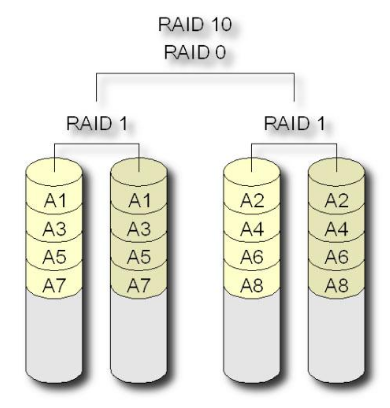 RAID 10
RAID 0
RAID 1 RAID 1
A1 A1 A2 A2
A3 A3 A4 A4
A5 A5 A6 A6
A7 A7 A8 A8